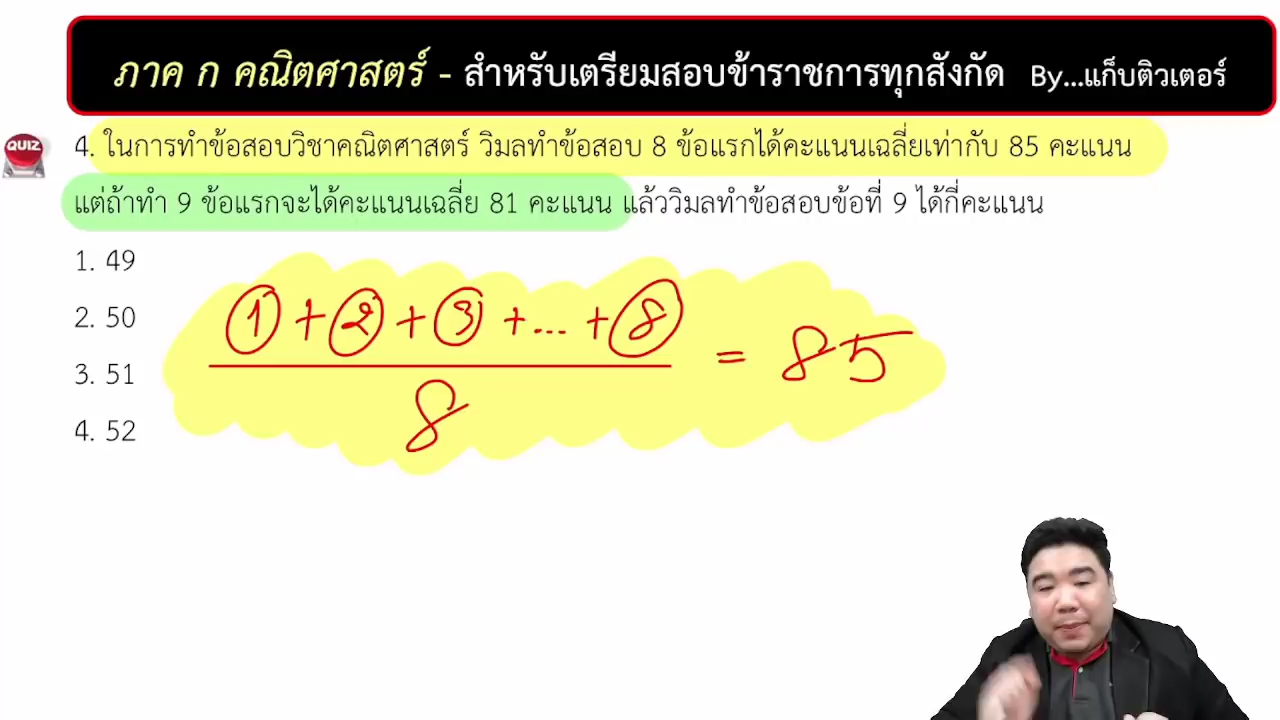 ภาค ก คณิตศาสตร์ - สำหรับเตรียมสอบข้าราชการทุกสังกัด By...แก็บติวเตอร์
QUIZ
4. ในการทำข้อสอบวิชาคณิตศาสตร์ วิมลทำข้อสอบ 8 ข้อแรกได้คะแนนเฉลี่ยเท่ากับ 85 คะแนน
แต่ถ้าทำ 9 ข้อแรกจะได้คะแนนเฉลี่ย 81 คะแนน แล้ววิมลทำข้อสอบข้อที่ 9 ได้กี่คะแนน
1. 49
2. 50
3. 51
4. 52
① + ② + ③ + ... + ⑧
= 85
8